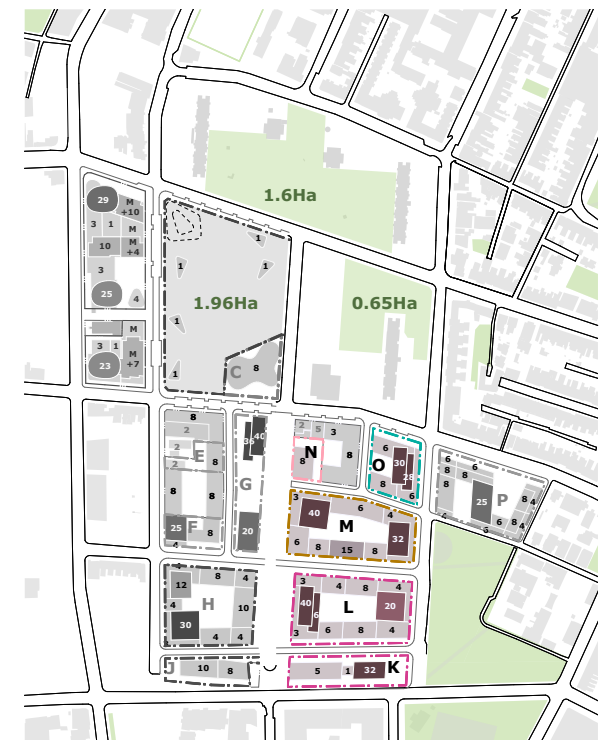 1.6Ha
29
M
+10
3 1 M
10 M
+4
3
25
4
M
3 1 M
+7
23
1
1 1
1.96Ha
0.65Ha
1
1
C 8
8
2
2
E 8
2
8 8
25 F 8
4
36 40
G
20
2 5 3
N
8 8
6
O 30
28
8 6
6 6
8 8
6
25 P 8 4
6 8 4
4
3 6
40 4
M
32
6 8 15 8
4 8 4
12
4 H 10
30
4 4
3 4 8 4
40 L 20
6
3 6 8 4
J 10 8
5 1 32 K